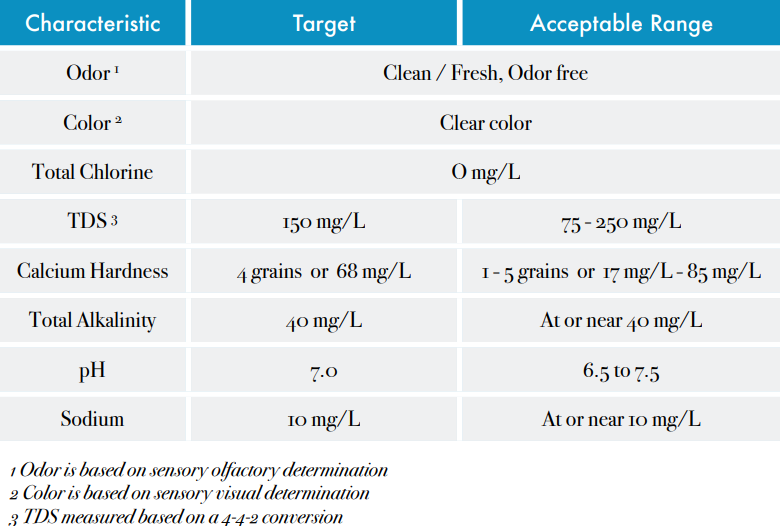 Characteristic Target Acceptable Range
Odor 1 Clean / Fresh, Odor free
Color 2 Clear color
Total Chlorine 0 mg/L
TDS 3 150 mg/L 75 - 250 mg/L
Calcium Hardness 4 grains or 68 mg/L 1 - 5 grains or 17 mg/L - 85 mg/L
Total Alkalinity 40 mg/L At or near 40 mg/L
pH 7.0 6.5 to 7.5
Sodium 10 mg/L At or near 10 mg/L
1 Odor is based on sensory olfactory determination
2 Color is based on sensory visual determination
3 TDS measured based on a 4-4-2 conversion